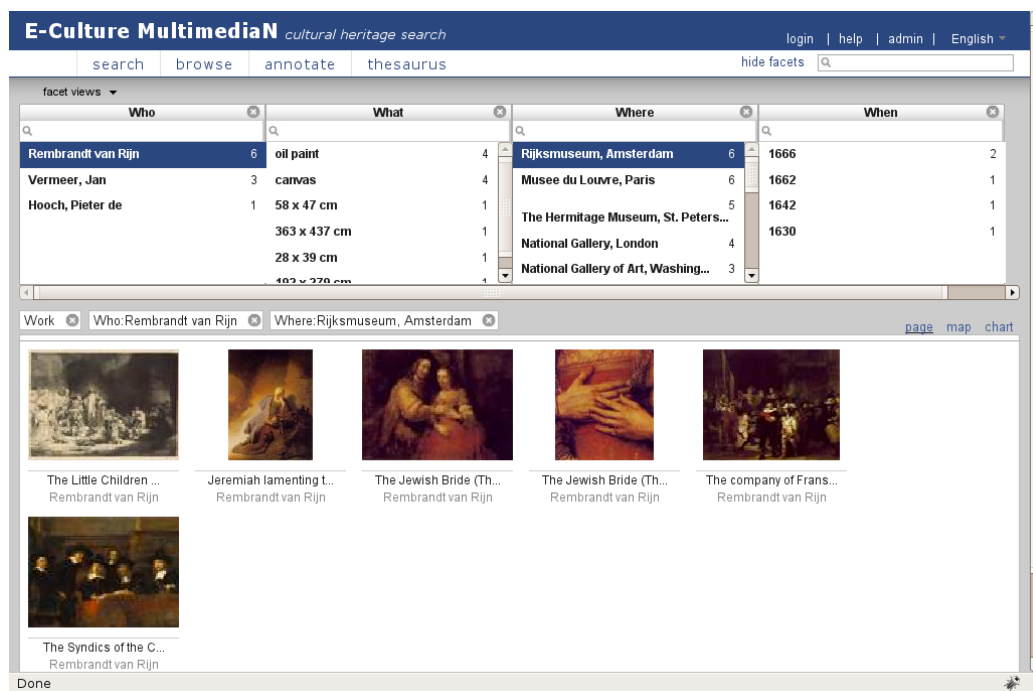 E-Culture MultimediaN cultural heritage search
login | help | admin | English
search browse annotate thesaurus
hide facets
facet views
Who
Rembrandt van Rijn 6
Vermeer, Jan 3
Hooch, Pieter de 1
What
oil paint 4
canvas 4
58 x 47 cm 1
363 x 437 cm 1
28 x 39 cm 1
192 x 279 cm 1
Where
Rijksmuseum, Amsterdam 6
Musee du Louvre, Paris 6
The Hermitage Museum, St. Peters... 5
National Gallery, London 4
National Gallery of Art, Washing... 3
When
1666 2
1662 1
1642 1
1630 1
Work
Who:Rembrandt van Rijn
Where:Rijksmuseum, Amsterdam
page map chart
The Little Children ...
Rembrandt van Rijn
Jeremiah lamenting t...
Rembrandt van Rijn
The Jewish Bride (Th...
Rembrandt van Rijn
The Jewish Bride (Th...
Rembrandt van Rijn
The company of Frans...
Rembrandt van Rijn
The Syndics of the C...
Rembrandt van Rijn
Done